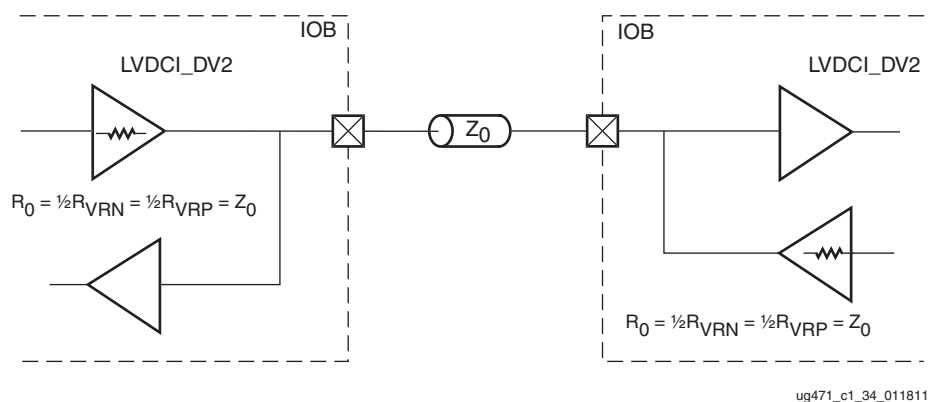 IOB
IOB
LVDCI_DV2
LVDCI_DV2
Z0
R0 = ½RVRN = ½RVRP = Z0
R0 = ½RVRN = ½RVRP = Z0
ug471_c1_34_011811